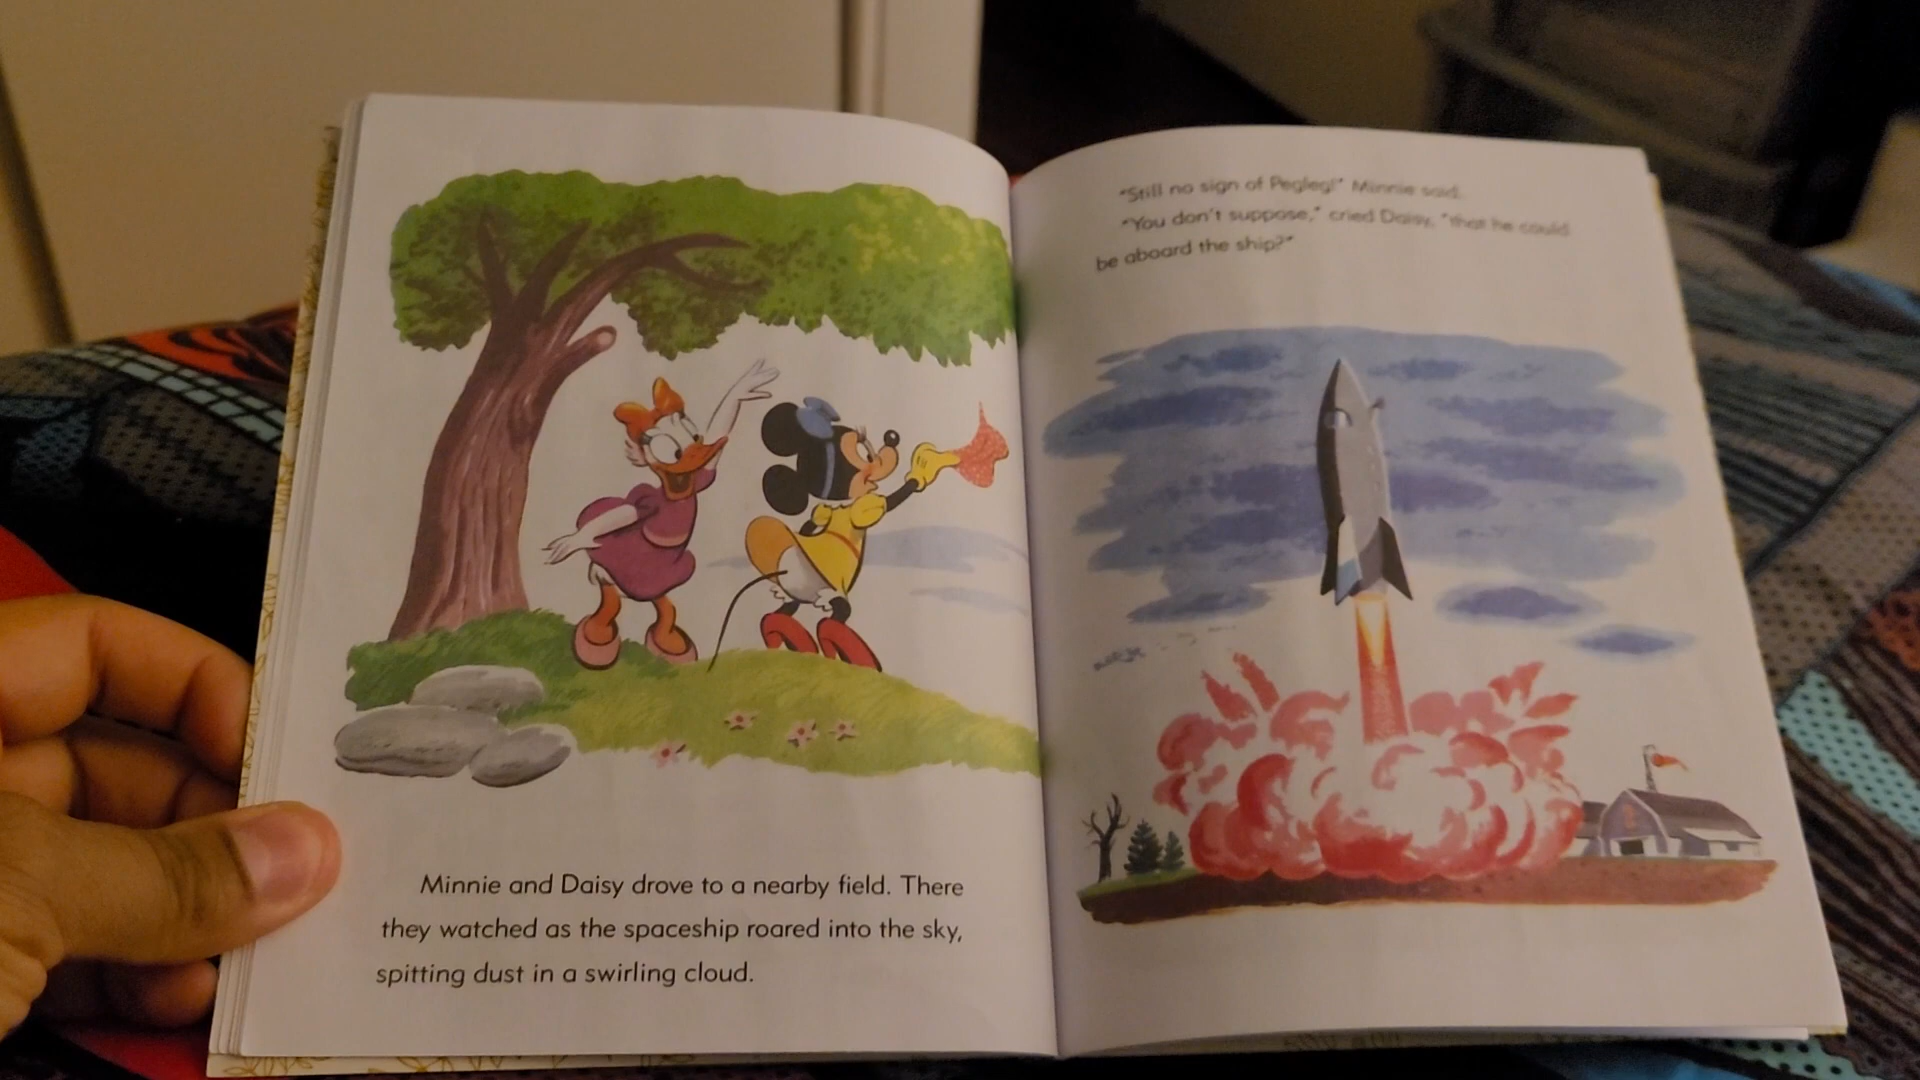 Minnie and Daisy drove to a nearby field. There
they watched as the spaceship roared into the sky,
spitting dust in a swirling cloud.
"Still no sign of Pegleg!" Minnie said.
"You don't suppose," cried Daisy, "that he could
be aboard the ship?"